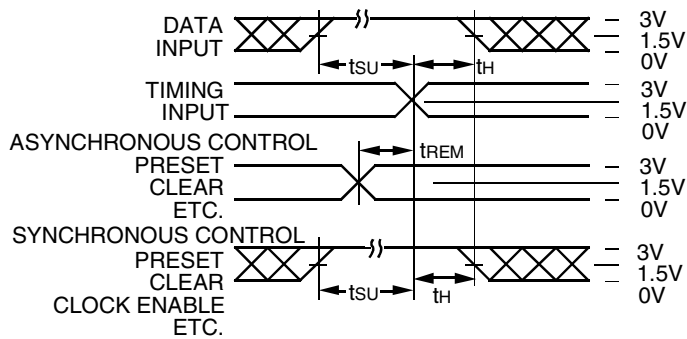 DATA INPUT
3V
1.5V
0V
tSU
tH
TIMING INPUT
3V
1.5V
0V
ASYNCHRONOUS CONTROL
PRESET
CLEAR
ETC.
tREM
3V
1.5V
0V
SYNCHRONOUS CONTROL
PRESET
CLEAR
CLOCK ENABLE
ETC.
tSU
tH
3V
1.5V
0V